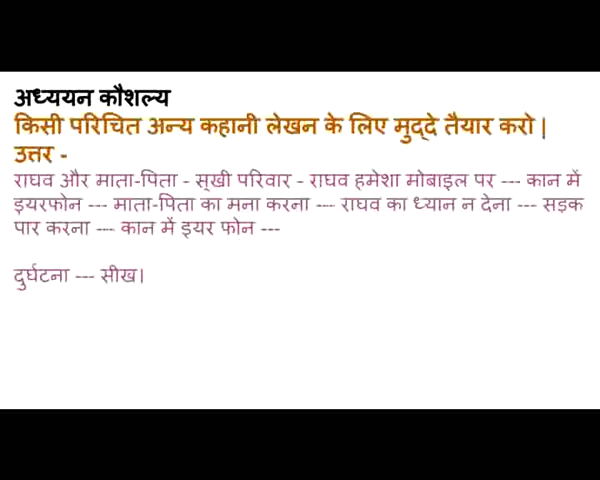 अध्ययन कौशल्य
किसी परिचित अन्य कहानी लेखन के लिए मुद्दे तैयार करो |
उत्तर -
राघव और माता-पिता - सुखी परिवार - राघव हमेशा मोबाइल पर --- कान में
इयरफोन --- माता-पिता का मना करना --- राघव का ध्यान न देना --- सड़क
पार करना --- कान में इयर फोन ---
दुर्घटना --- सीख।